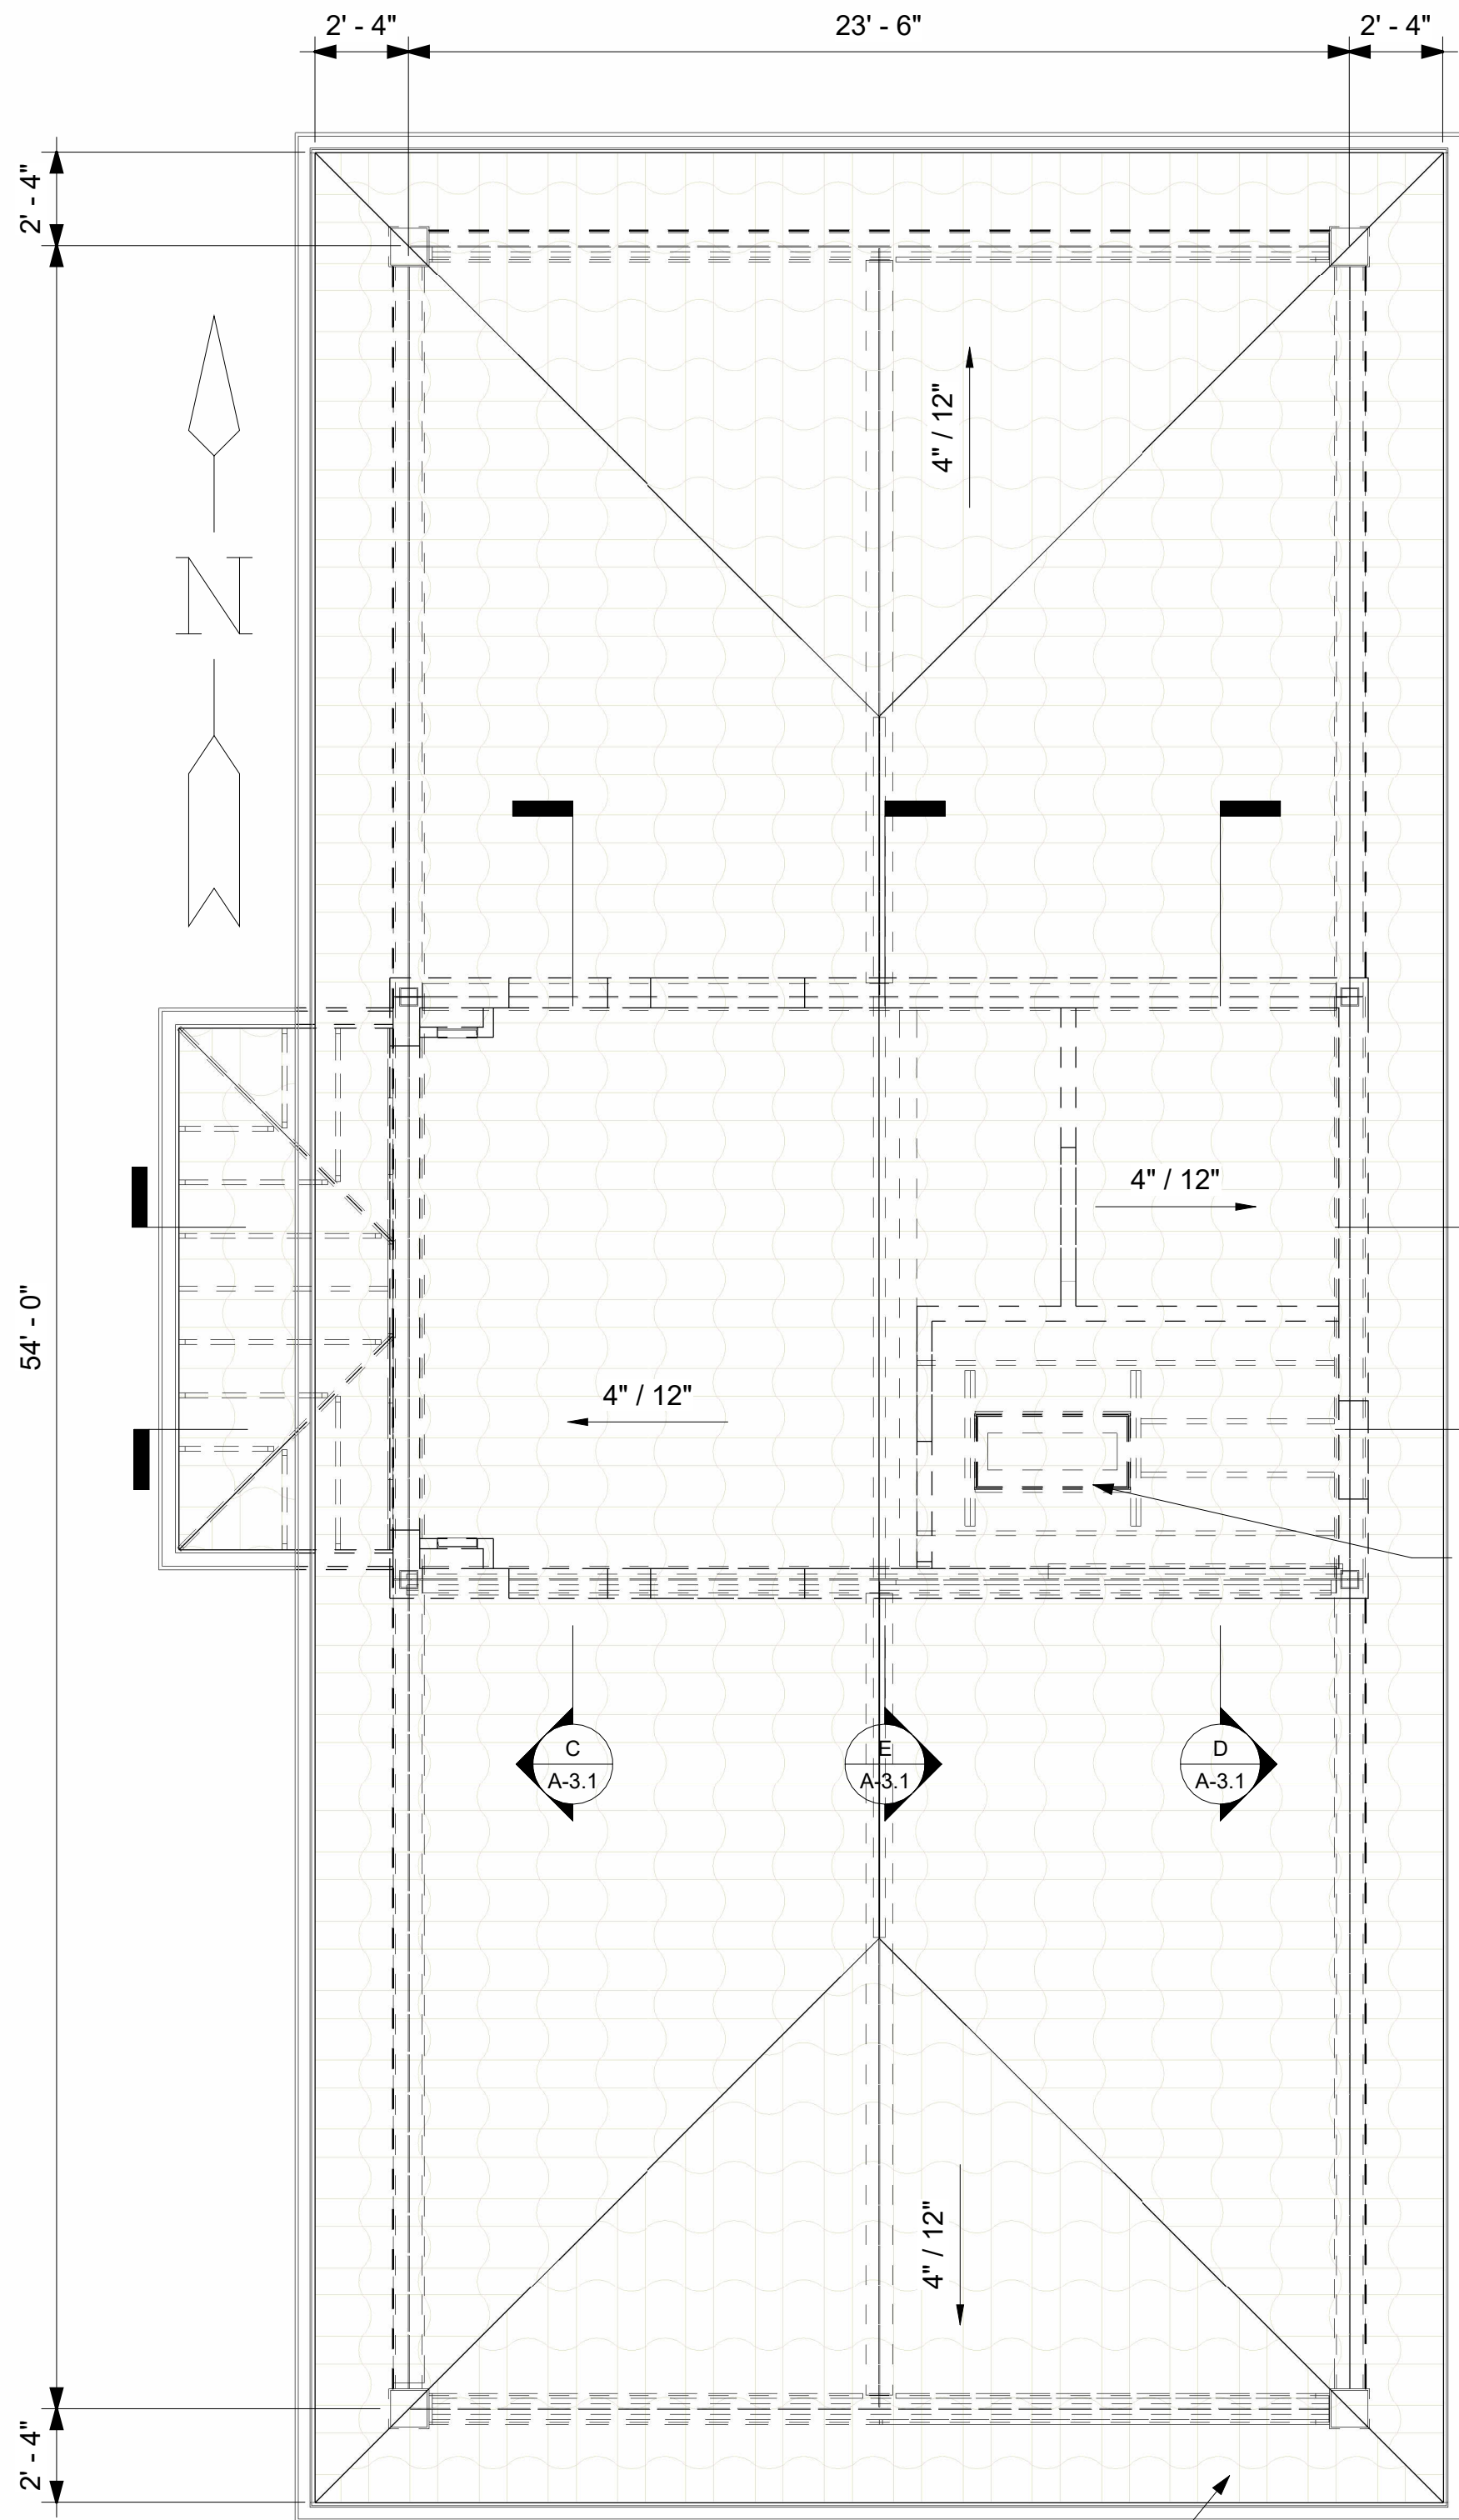 2' - 4"
23' - 6"
2' - 4"
2' - 4"
4" / 12"
N
4" / 12"
54' - 0"
4" / 12"
C
A-3.1
E
A-3.1
D
A-3.1
4" / 12"
2' - 4"